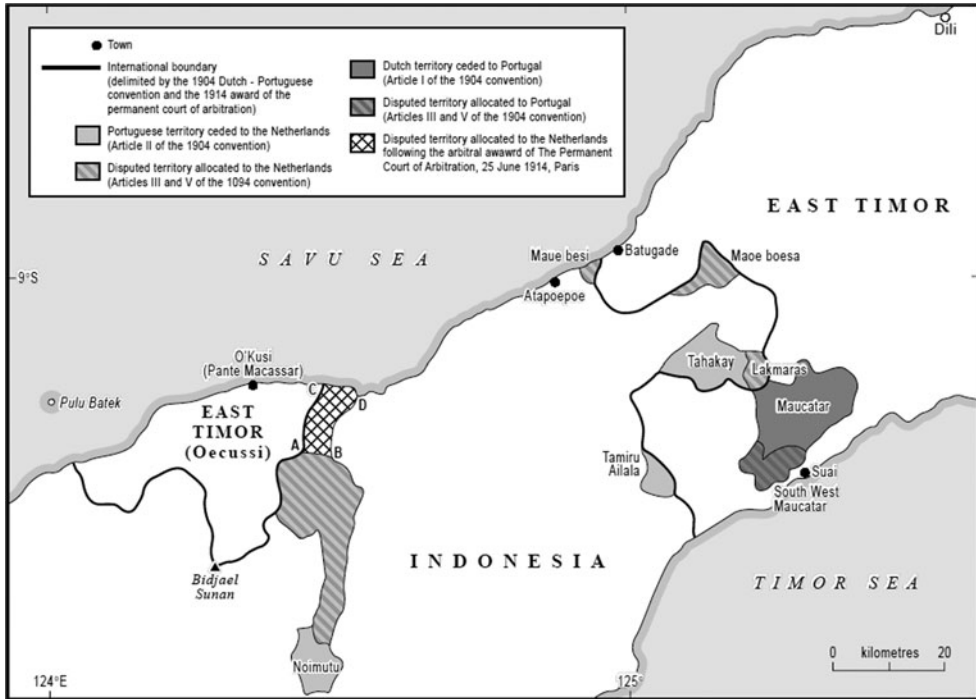 Dili
Town
International boundary
(delimited by the 1904 Dutch - Portuguese
convention and the 1914 award of the
permanent court of arbitration)
Portuguese territory ceded to the Netherlands
(Article II of the 1904 convention)
Disputed territory allocated to the Netherlands
(Articles III and V of the 1094 convention)
Dutch territory ceded to Portugal
(Article I of the 1904 convention)
Disputed territory allocated to Portugal
(Articles III and V of the 1904 convention)
Disputed territory allocated to the Netherlands
following the arbitral awawrd of The Permanent
Court of Arbitration, 25 June 1914, Paris
EAST TIMOR
SAVU SEA
Maue besi
Batugade
Maoe boesa
9°S
Atapoepoe
O'Kusi
(Pante Macassar)
Tahakay
Lakmaras
C
D
Pulu Batek
EAST
TIMOR
(Oecussi)
Maucatar
A
B
Tamiru
Ailala
Suai
South West
Maucatar
Bidjael
Sunan
INDONESIA
TIMOR SEA
Noimutu
0 kilometres 20
124°E
125°